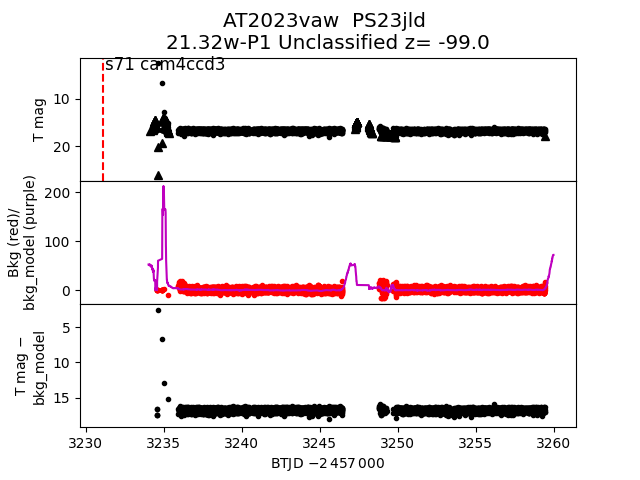 AT2023vaw  PS23jld
21.32w-P1 Unclassified z= -99.0
s71 cam4ccd3
T mag
10
20
Bkg (red)/
bkg_model (purple)
200
100
0
T mag −
bkg_model
5
10
15
3230 3235 3240 3245 3250 3255 3260
BTJD −2 457 000